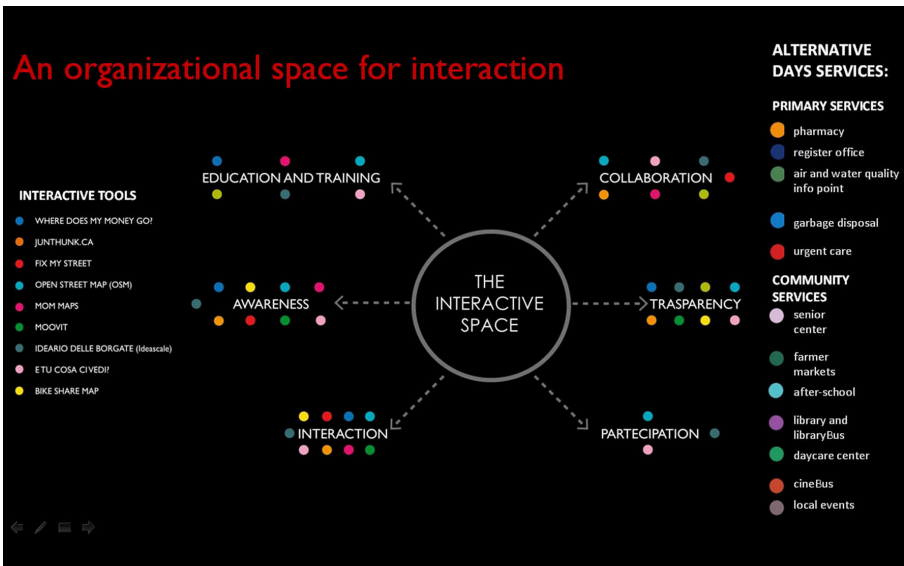 An organizational space for interaction
ALTERNATIVE
DAYS SERVICES:
PRIMARY SERVICES
pharmacy
register office
air and water quality
info point
garbage disposal
urgent care
COMMUNITY
SERVICES
senior
center
farmer
markets
after-school
library and
libraryBus
daycare center
cineBus
local events
INTERACTIVE TOOLS
WHERE DOES MY MONEY GO?
JUNTHUNK.CA
FIX MY STREET
OPEN STREET MAP (OSM)
MOM MAPS
MOOVIT
IDEARIO DELLE BORGATE (Ideascale)
E TU COSA CI VEDI?
BIKE SHARE MAP
EDUCATION AND TRAINING
COLLABORATION
AWARENESS
THE
INTERACTIVE
SPACE
TRASPARENCY
INTERACTION
PARTECIPATION